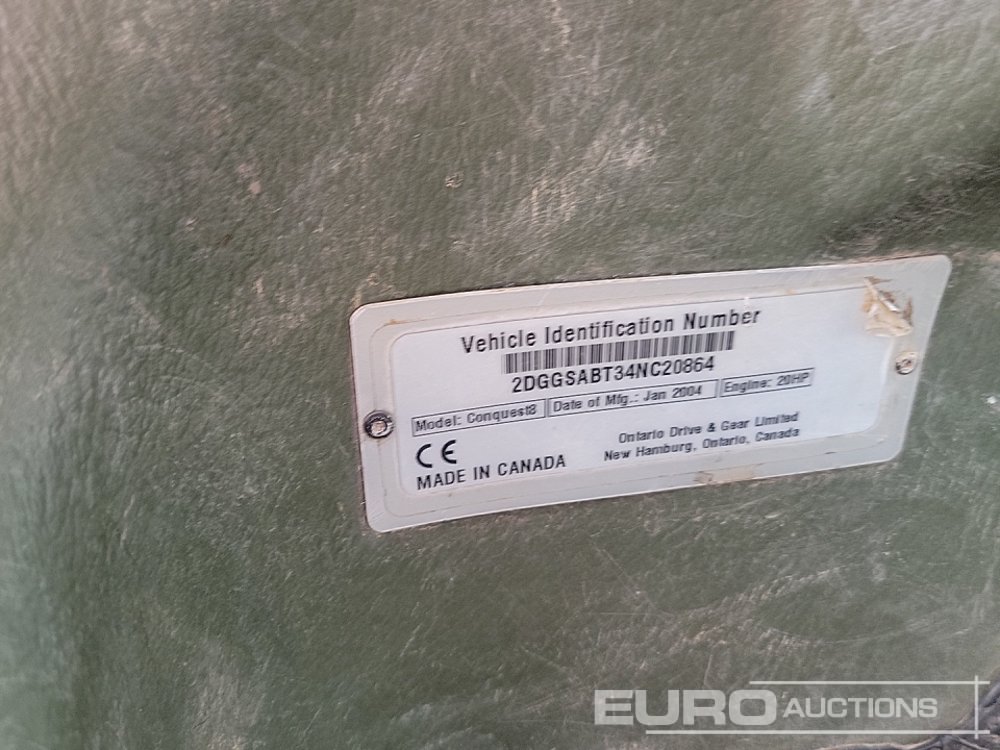 Vehicle Identification Number
2DGGSABT34NC20864
Model: Conquest8 Date of Mfg.: Jan 2004 Engine: 20HP
CE
MADE IN CANADA
Ontario Drive & Gear Limited
New Hamburg, Ontario, Canada
EURO AUCTIONS